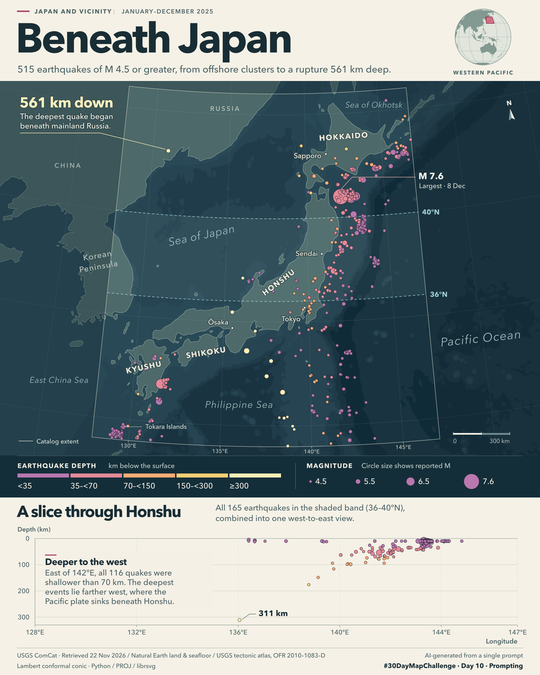 JAPAN AND VICINITY | JANUARY–DECEMBER 2025
Beneath Japan
515 earthquakes of M 4.5 or greater, from offshore clusters to a rupture 561 km deep.
WESTERN PACIFIC
561 km down
The deepest quake began
beneath mainland Russia.
RUSSIA
Sea of Okhotsk
N
HOKKAIDO
Sapporo
CHINA
M 7.6
Largest · 8 Dec
40°N
Sea of Japan
Korean
Peninsula
Sendai
HONSHU
36°N
Ōsaka
Tokyo
Pacific Ocean
SHIKOKU
KYUSHU
East China Sea
Philippine Sea
Tokara Islands
Catalog extent
130°E
135°E
140°E
145°E
0 300 km
EARTHQUAKE DEPTH km below the surface
<35 35–<70 70–<150 150–<300 ≥300
MAGNITUDE Circle size shows reported M
4.5 5.5 6.5 7.6
A slice through Honshu
All 165 earthquakes in the shaded band (36–40°N),
combined into one west-to-east view.
Depth (km)
0
100
200
300
Deeper to the west
East of 142°E, all 116 quakes were
shallower than 70 km. The deepest
events lie farther west, where the
Pacific plate sinks beneath Honshu.
311 km
128°E 132°E 136°E 140°E 144°E 147°E
Longitude
USGS ComCat · Retrieved 22 Nov 2026 / Natural Earth land & seafloor / USGS tectonic atlas, OFR 2010-1083-D
AI-generated from a single prompt
Lambert conformal conic · Python / PROJ / librsvg
#30DayMapChallenge · Day 10 · Prompting